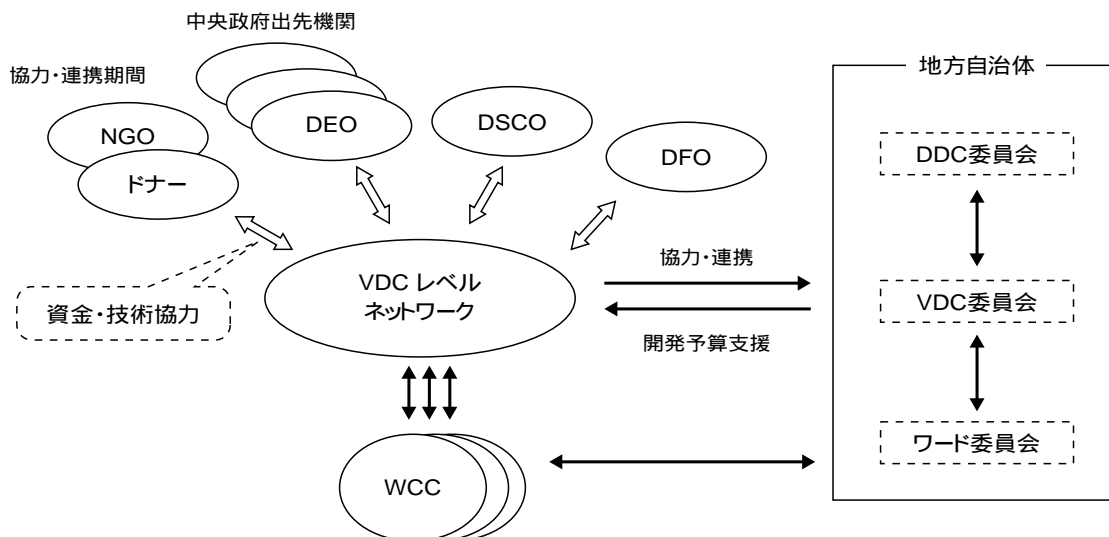 中央政府出先機関
協力・連携期間
地方自治体
NGO
ドナー
DEO
DSCO
DFO
DDC委員会
資金・技術協力
VDC レベル
ネットワーク
協力・連携
開発予算支援
VDC委員会
WCC
ワード委員会